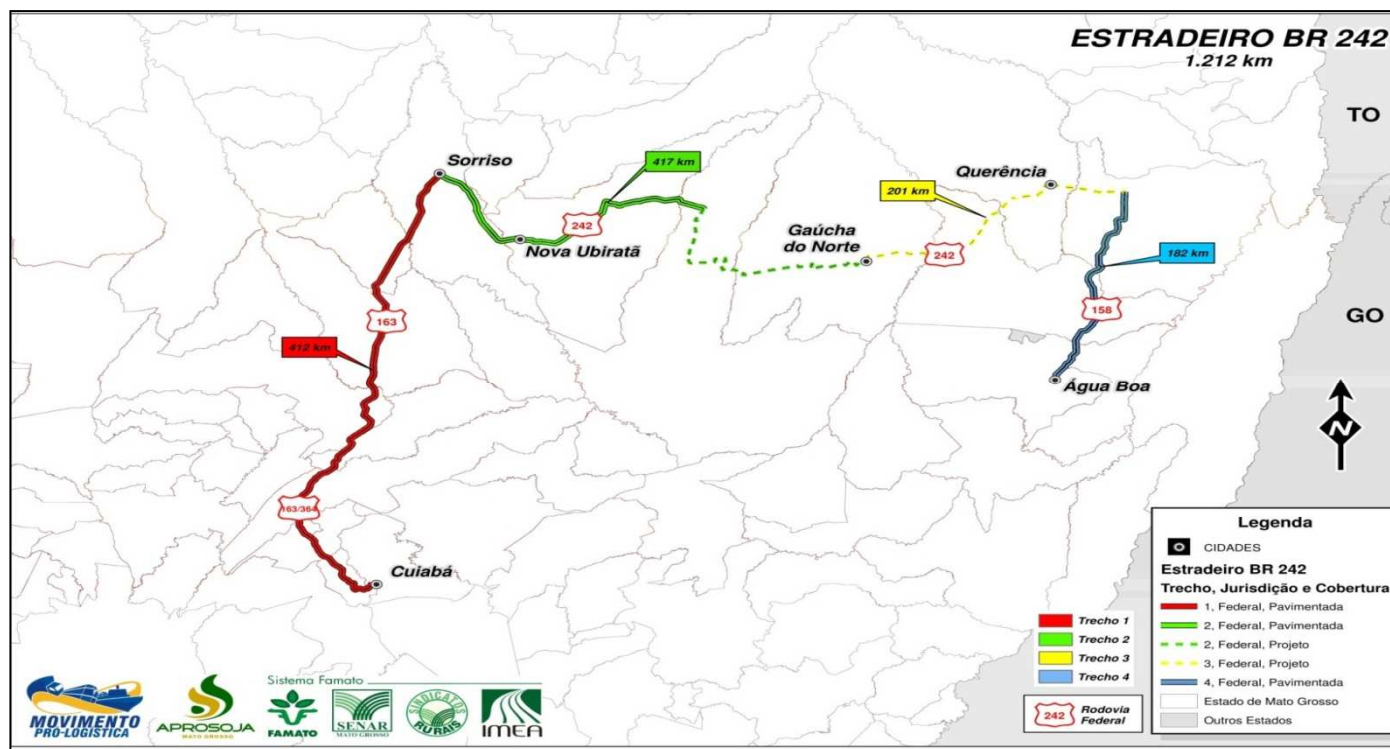 ESTRADEIRO BR 242
1.212 km
TO
Sorriso
417 km
Querência
201 km
242
Nova Ubiratã
Gaúcha
do Norte
242
182 km
163
158
GO
412 km
Água Boa
N
163/364
Cuiabá
Legenda
CIDADES
Estradeiro BR 242
Trecho, Jurisdição e Cobertura
1, Federal, Pavimentada
2, Federal, Pavimentada
2, Federal, Projeto
3, Federal, Projeto
4, Federal, Pavimentada
Estado de Mato Grosso
Outros Estados
Trecho 1
Trecho 2
Trecho 3
Trecho 4
242
Rodovia
Federal
MOVIMENTO
PRO-LOGÍSTICA
APROSOJA
MATO GROSSO
Sistema Famato
FAMATO
SENAR
MATO GROSSO
SINDICATOS
RURAIS
IMEA